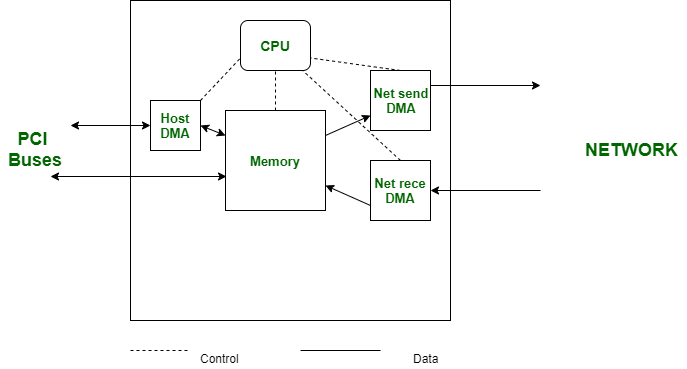 CPU
Net send
DMA
Host
DMA
PCI
Buses
Memory
NETWORK
Net rece
DMA
Control
Data